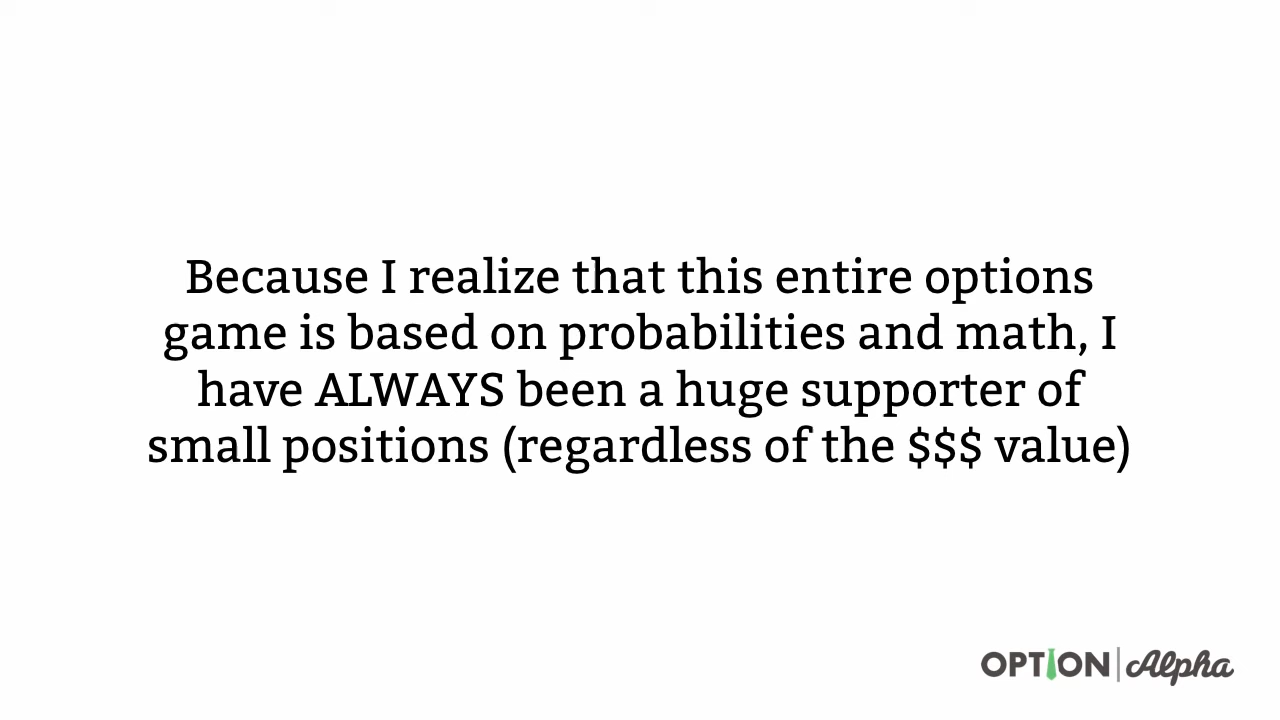 Because I realize that this entire options
game is based on probabilities and math, I
have ALWAYS been a huge supporter of
small positions (regardless of the $$$ value)
OPTION | Alpha